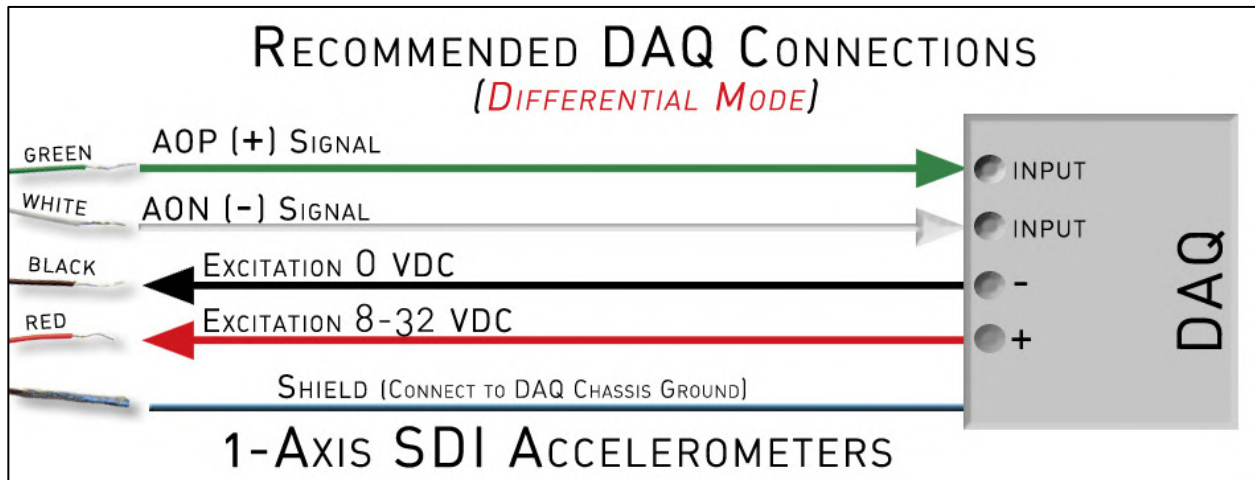 RECOMMENDED DAQ CONNECTIONS
(DIFFERENTIAL MODE)
GREEN
AOP (+) SIGNAL
INPUT
WHITE
AON (-) SIGNAL
INPUT
BLACK
EXCITATION 0 VDC
-
RED
EXCITATION 8-32 VDC
+
DAQ
SHIELD (CONNECT TO DAQ CHASSIS GROUND)
1-AXIS SDI ACCELEROMETERS